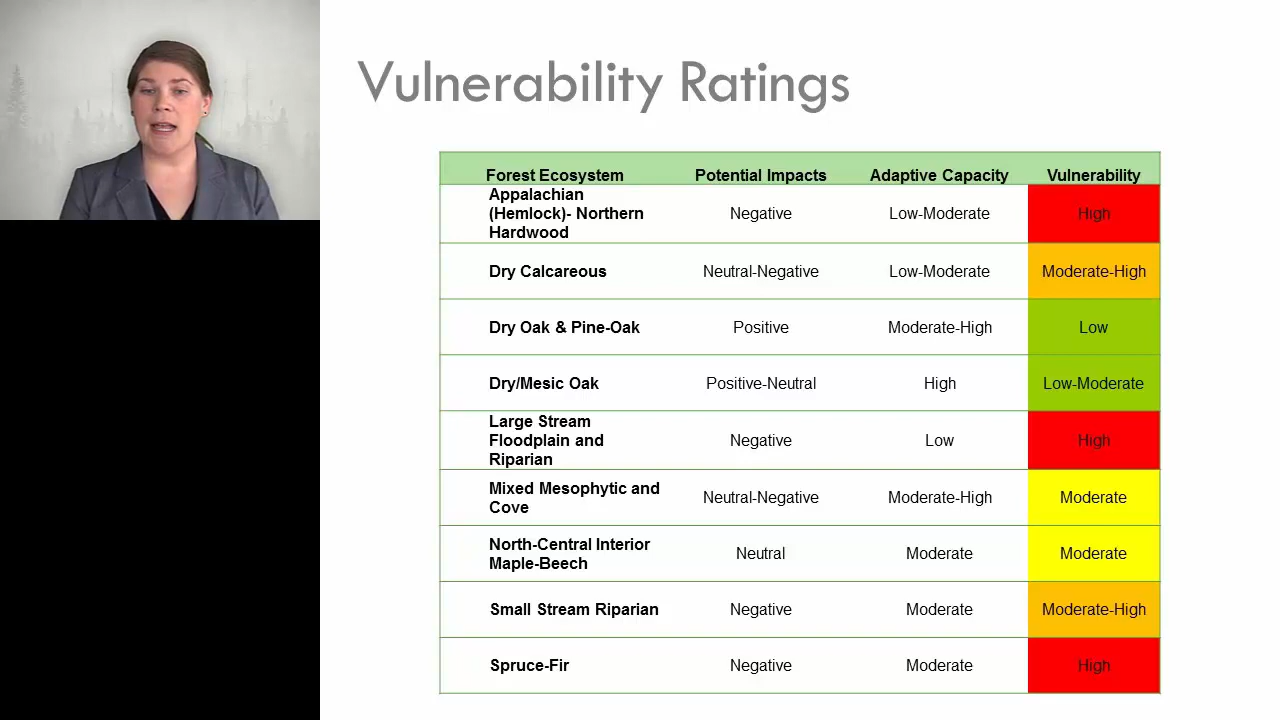 Vulnerability Ratings
Forest Ecosystem Potential Impacts Adaptive Capacity Vulnerability
Appalachian
(Hemlock)- Northern Negative Low-Moderate High
Hardwood
Dry Calcareous Neutral-Negative Low-Moderate Moderate-High
Dry Oak & Pine-Oak Positive Moderate-High Low
Dry/Mesic Oak Positive-Neutral High Low-Moderate
Large Stream
Floodplain and Negative Low High
Riparian
Mixed Mesophytic and
Cove Neutral-Negative Moderate-High Moderate
North-Central Interior
Maple-Beech Neutral Moderate Moderate
Small Stream Riparian Negative Moderate Moderate-High
Spruce-Fir Negative Moderate High